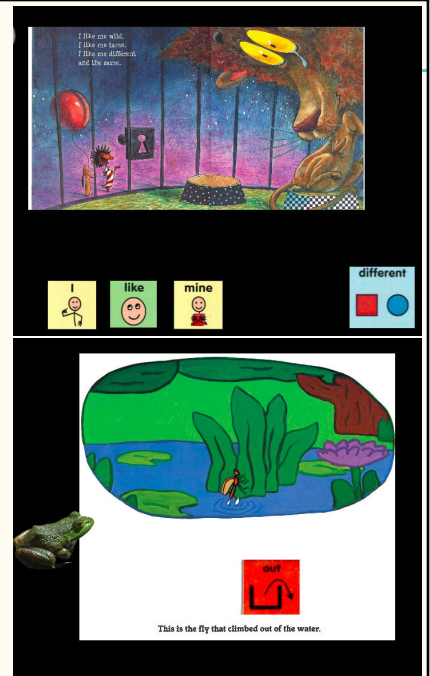 I like me wild.
I like me tame.
I like me different
and the same.
I like mine different
out
This is the fly that climbed out of the water.